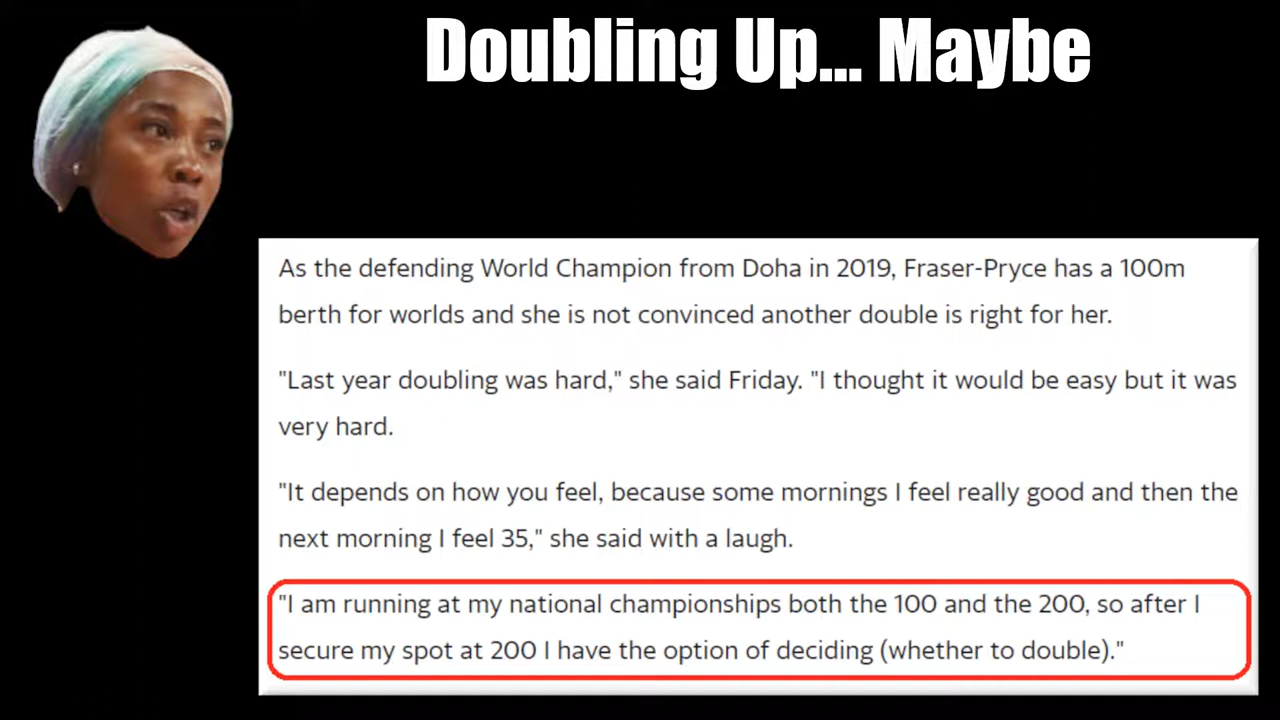 Doubling Up... Maybe
As the defending World Champion from Doha in 2019, Fraser-Pryce has a 100m
berth for worlds and she is not convinced another double is right for her.
"Last year doubling was hard," she said Friday. "I thought it would be easy but it was
very hard.
"It depends on how you feel, because some mornings I feel really good and then the
next morning I feel 35," she said with a laugh.
"I am running at my national championships both the 100 and the 200, so after I
secure my spot at 200 I have the option of deciding (whether to double)."